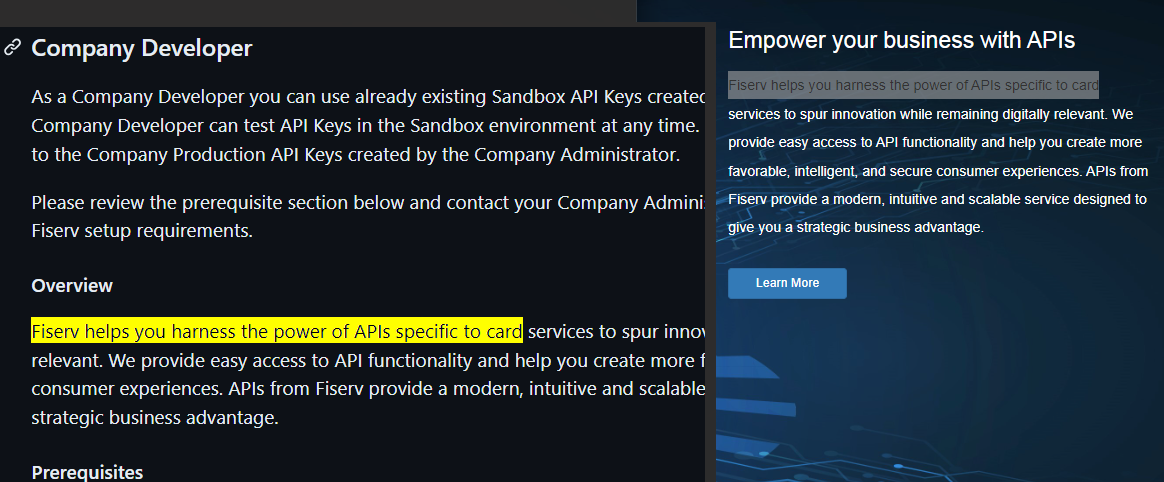 Company Developer
As a Company Developer you can use already existing Sandbox API Keys created
Company Developer can test API Keys in the Sandbox environment at any time.
to the Company Production API Keys created by the Company Administrator.
Please review the prerequisite section below and contact your Company Adminis
Fiserv setup requirements.
Overview
Fiserv helps you harness the power of APIs specific to card services to spur innov
relevant. We provide easy access to API functionality and help you create more f
consumer experiences. APIs from Fiserv provide a modern, intuitive and scalable
strategic business advantage.
Prerequisites
Empower your business with APIs
Fiserv helps you harness the power of APIs specific to card
services to spur innovation while remaining digitally relevant. We
provide easy access to API functionality and help you create more
favorable, intelligent, and secure consumer experiences. APIs from
Fiserv provide a modern, intuitive and scalable service designed to
give you a strategic business advantage.
Learn More